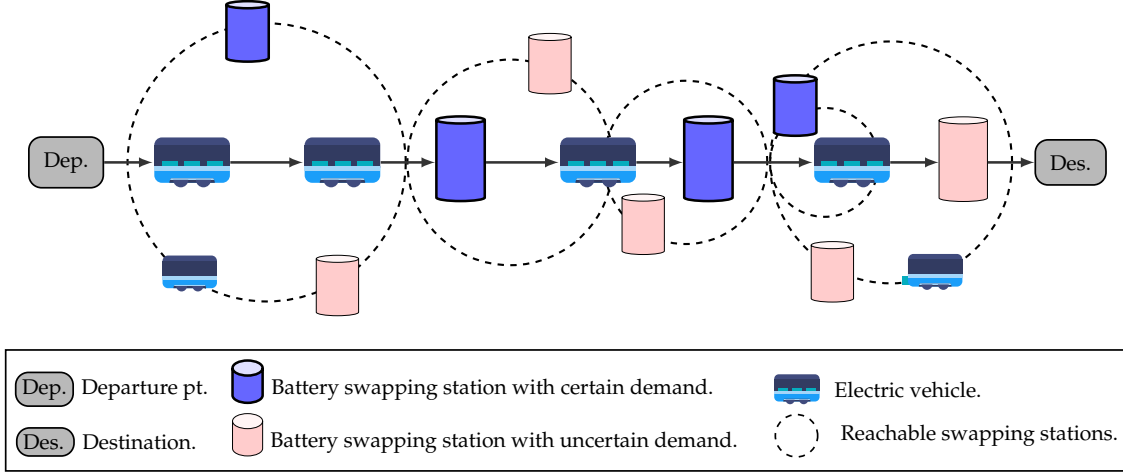 Dep.
Des.
Dep. Departure pt.
Battery swapping station with certain demand.
Electric vehicle.
Des. Destination.
Battery swapping station with uncertain demand.
Reachable swapping stations.